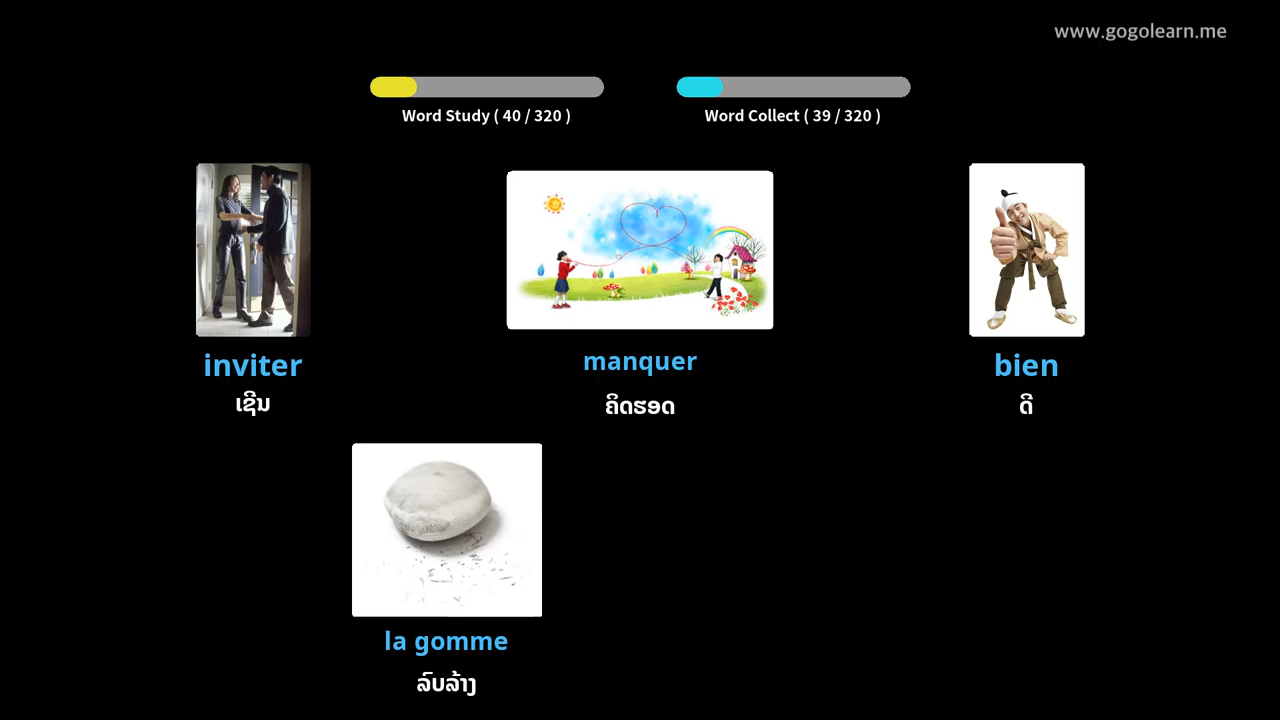 www.gogolearn.me
Word Study ( 40 / 320 )
Word Collect ( 39 / 320 )
inviter
ເຊີນ
manquer
ຄິດຮອດ
bien
ດີ
la gomme
ລົບລ້າງ